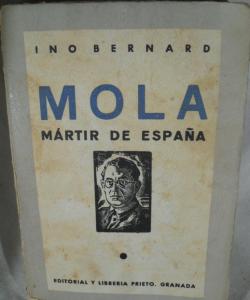 INO BERNARD
MOLA
MÁRTIR DE ESPAÑA
EDITORIAL Y LIBRERIA PRIETO. GRANADA